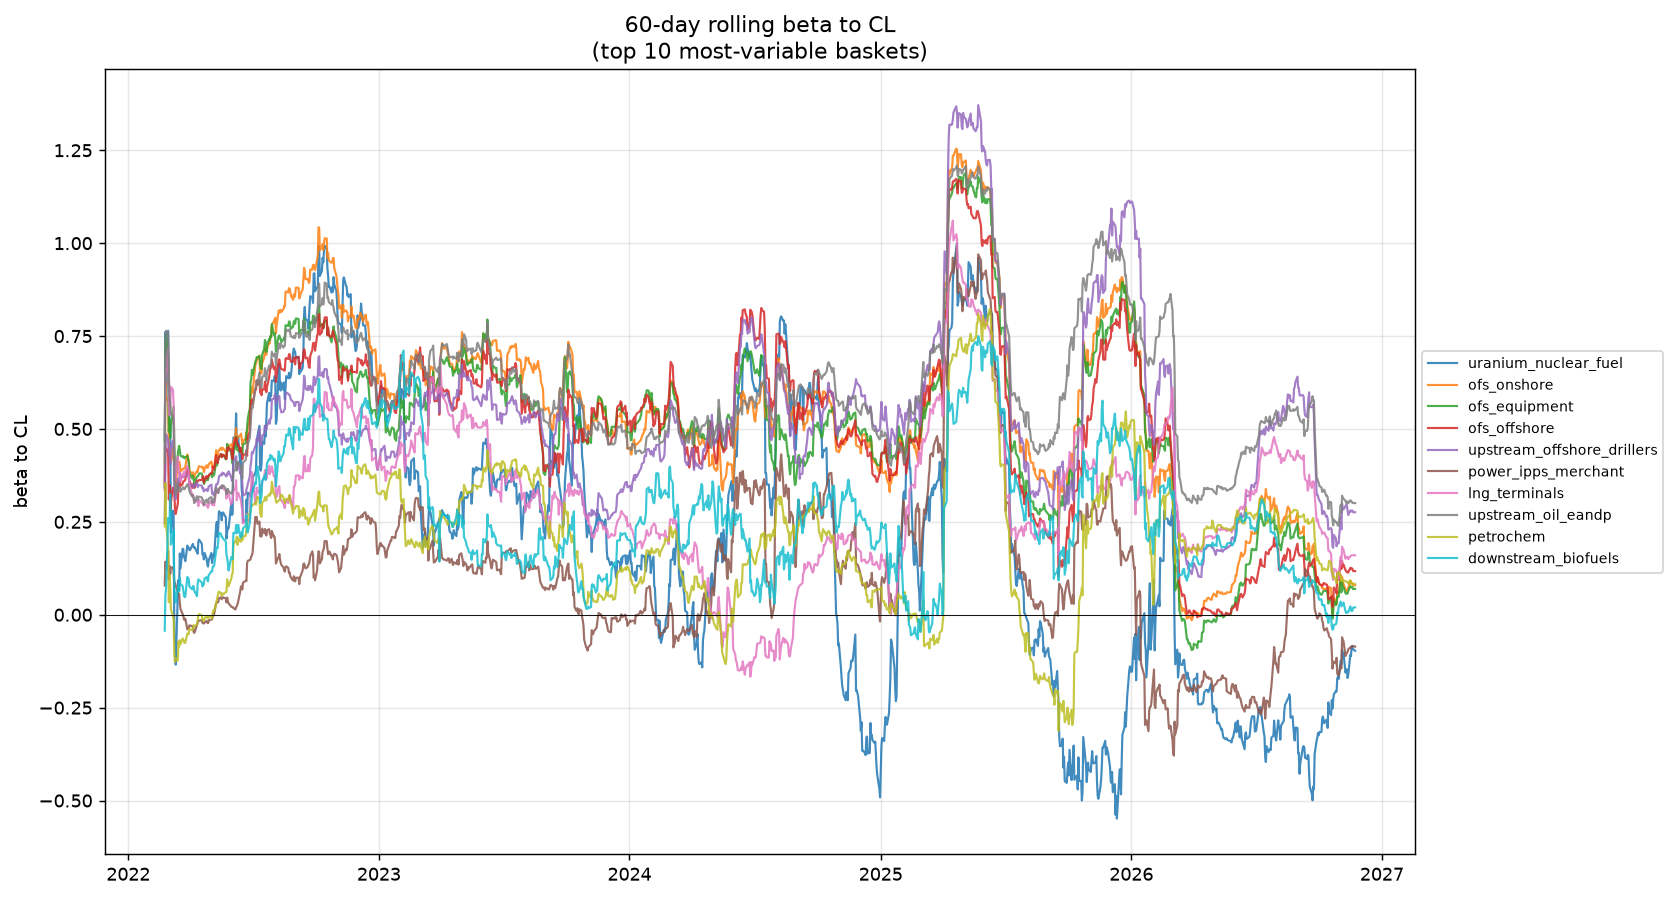 60-day rolling beta to CL
(top 10 most-variable baskets)
beta to CL
1.25
1.00
0.75
0.50
0.25
0.00
−0.25
−0.50
2022
2023
2024
2025
2026
2027
uranium_nuclear_fuel
ofs_onshore
ofs_equipment
ofs_offshore
upstream_offshore_drillers
power_ipps_merchant
lng_terminals
upstream_oil_eandp
petrochem
downstream_biofuels